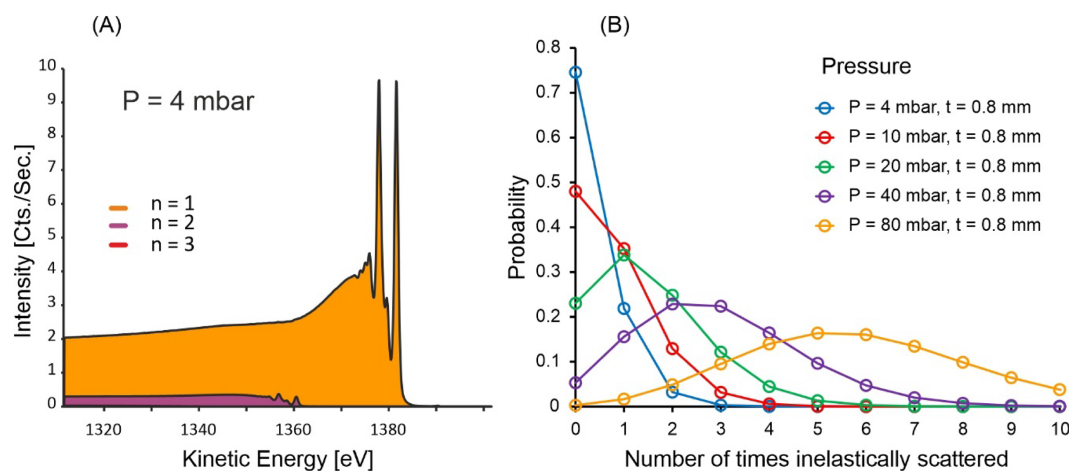 (A)
P = 4 mbar
n = 1
n = 2
n = 3
Intensity [Cts./Sec.]
10
9
8
7
6
5
4
3
2
1
0
1320
1340
1360
1380
Kinetic Energy [eV]
(B)
Pressure
P = 4 mbar, t = 0.8 mm
P = 10 mbar, t = 0.8 mm
P = 20 mbar, t = 0.8 mm
P = 40 mbar, t = 0.8 mm
P = 80 mbar, t = 0.8 mm
Probability
0.8
0.7
0.6
0.5
0.4
0.3
0.2
0.1
0
0 1 2 3 4 5 6 7 8 9 10
Number of times inelastically scattered